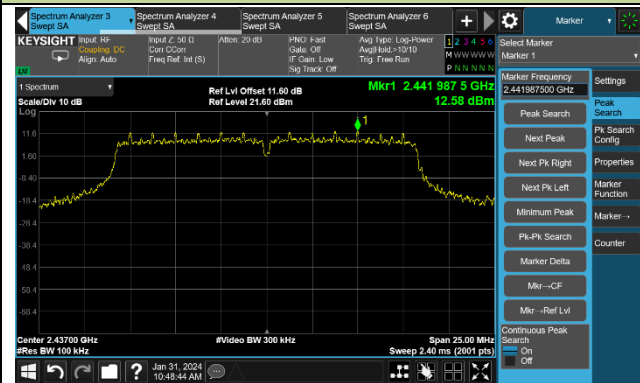 Spectrum Analyzer 3
Swept SA
Spectrum Analyzer 4
Swept SA
Spectrum Analyzer 5
Swept SA
Spectrum Analyzer 6
Swept SA
+
Marker
KEYSIGHT
Input: RF
Coupling: DC
Align: Auto
Input Z: 50 Ω
Corr CCorr
Freq Ref: Int (S)
Atten: 20 dB
PNO: Fast
Gate: Off
IF Gain: Low
Sig Track: Off
Avg Type: Log-Power
Avg|Hold:>10/10
Trig: Free Run
1 2 3 4 5 6
M W W W W W
P N N N N N
LXI
Select Marker
Marker 1
1 Spectrum
Scale/Div 10 dB
Log
Ref Lvl Offset 11.60 dB
Ref Level 21.60 dBm
Mkr1 2.441 987 5 GHz
12.58 dBm
1
11.6
1.60
-8.40
-18.4
-28.4
-38.4
-48.4
-58.4
-68.4
Center 2.43700 GHz
#Res BW 100 kHz
#Video BW 300 kHz
Span 25.00 MHz
Sweep 2.40 ms (2001 pts)
Marker Frequency
2.441987500 GHz
Peak Search
Next Peak
Next Pk Right
Next Pk Left
Minimum Peak
Pk-Pk Search
Marker Delta
Mkr→CF
Mkr→Ref Lvl
Continuous Peak
Search
On
Off
Settings
Peak
Search
Pk Search
Config
Properties
Marker
Function
Marker→
Counter
?
Jan 31, 2024
10:48:44 AM